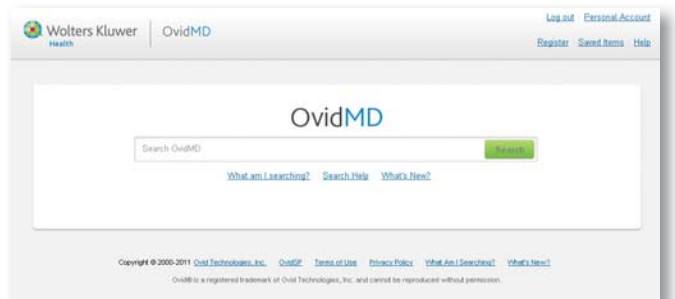 Log out Personal Account
Wolters Kluwer OvidMD
Health
Register Saved Items Help
OvidMD
Search OvidMD Search
What am I searching? Search Help What's New?
Copyright © 2000-2011 Ovid Technologies, Inc. OvidSP Terms of Use Privacy Policy What Am I Searching? What's New?
Ovid® is a registered trademark of Ovid Technologies, Inc. and cannot be reproduced without permission.